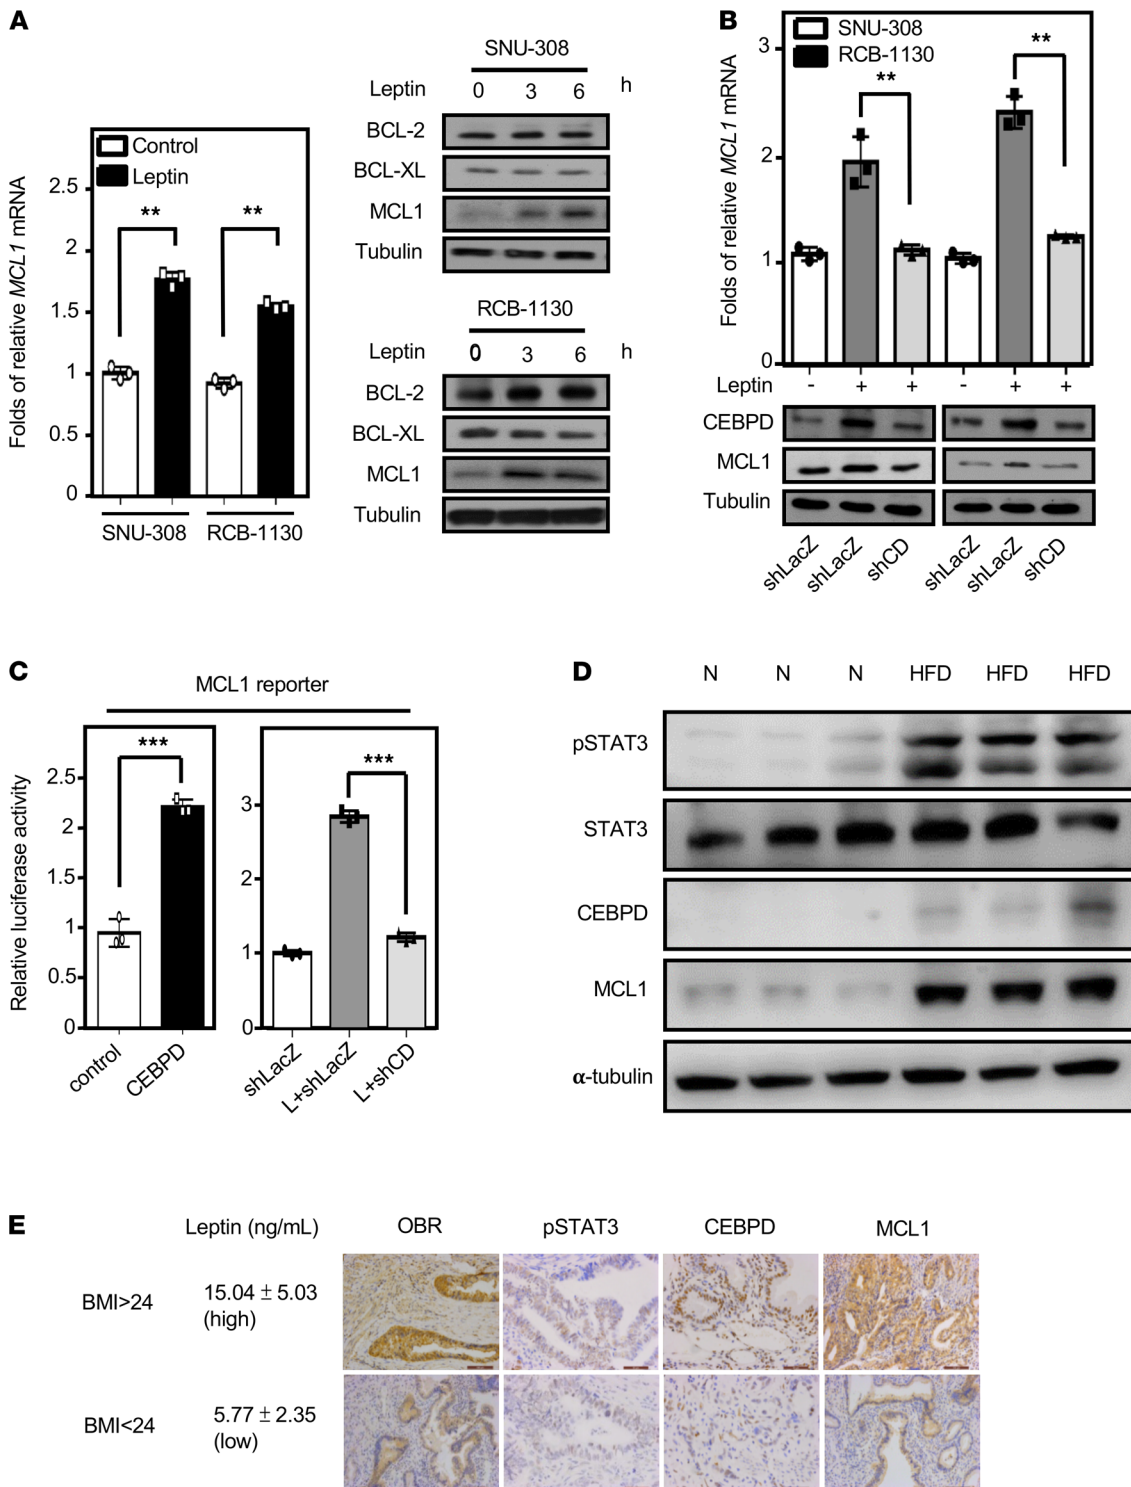 A
Control
Leptin
Folds of relative MCL1 mRNA
2.5
2
1.5
1
0.5
0
**
**
SNU-308
RCB-1130
SNU-308
Leptin 0 3 6 h
BCL-2
BCL-XL
MCL1
Tubulin
RCB-1130
Leptin 0 3 6 h
BCL-2
BCL-XL
MCL1
Tubulin
B
SNU-308
RCB-1130
Folds of relative MCL1 mRNA
3
2
1
0
**
**
Leptin - + + - + +
CEBPD
MCL1
Tubulin
shLacZ shLacZ shCD shLacZ shLacZ shCD
C
MCL1 reporter
Relative luciferase activity
2.5
2
1.5
1
0.5
0
***
control CEBPD
3
2
1
0
***
shLacZ L+shLacZ L+shCD
D
N N N HFD HFD HFD
pSTAT3
STAT3
CEBPD
MCL1
α-tubulin
E
Leptin (ng/mL) OBR pSTAT3 CEBPD MCL1
BMI>24 15.04 ± 5.03
(high)
BMI<24 5.77 ± 2.35
(low)